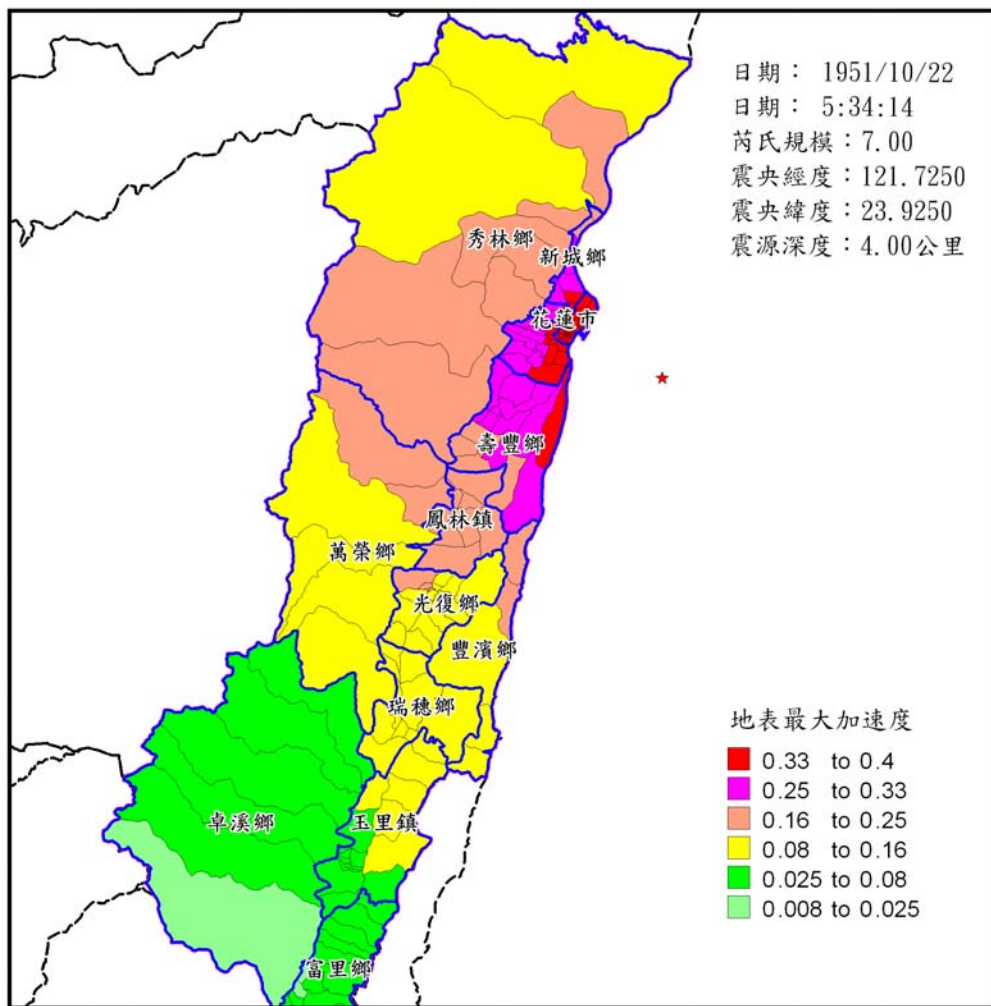 日期： 1951/10/22
日期： 5:34:14
芮氏規模：7.00
震央經度：121.7250
震央緯度：23.9250
震源深度：4.00公里
秀林鄉
新城鄉
花蓮市
壽豐鄉
鳳林鎮
萬榮鄉
光復鄉
豐濱鄉
瑞穗鄉
卓溪鄉
玉里鎮
富里鄉
地表最大加速度
0.33 to 0.4
0.25 to 0.33
0.16 to 0.25
0.08 to 0.16
0.025 to 0.08
0.008 to 0.025